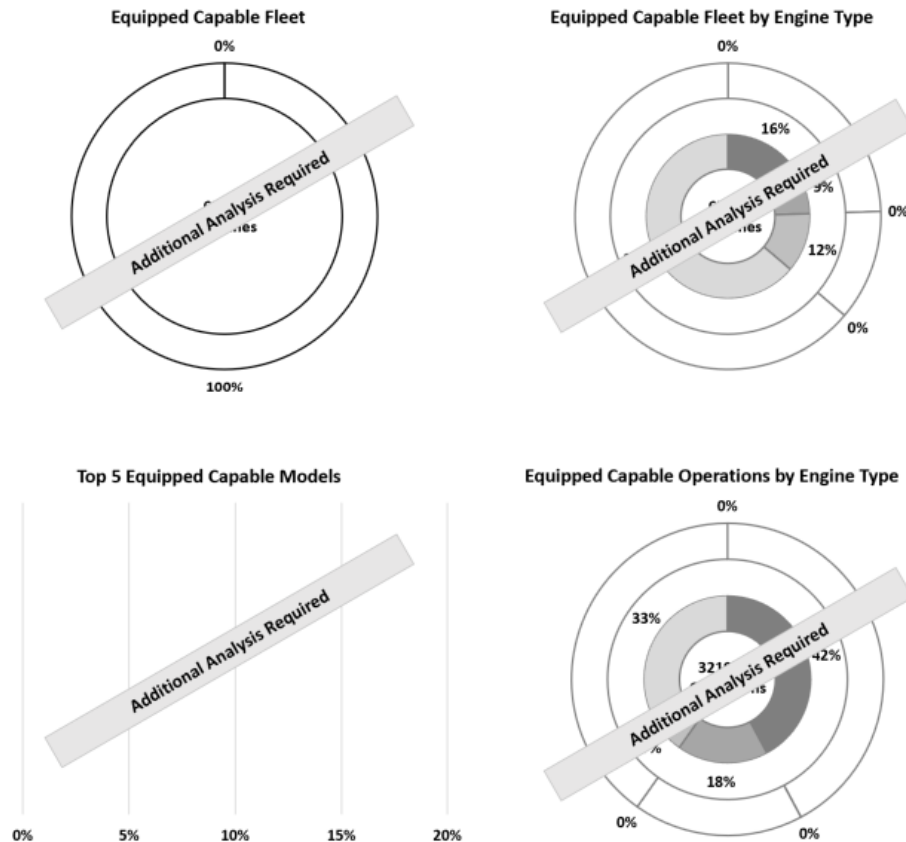 Equipped Capable Fleet
0%
Additional Analysis Required
100%
Equipped Capable Fleet by Engine Type
0%
16%
9%
0%
Additional Analysis Required
12%
0%
Top 5 Equipped Capable Models
Additional Analysis Required
0% 5% 10% 15% 20%
Equipped Capable Operations by Engine Type
0%
33%
42%
Additional Analysis Required
18%
0%
0%